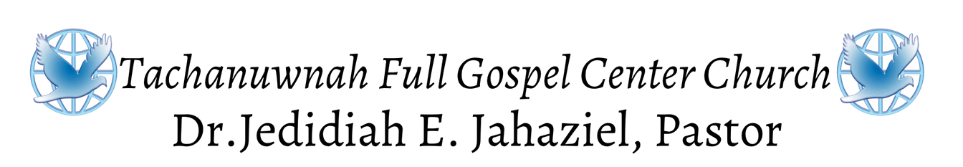 Tachanuwnah Full Gospel Center Church
Dr.Jedidiah E. Jahaziel, Pastor